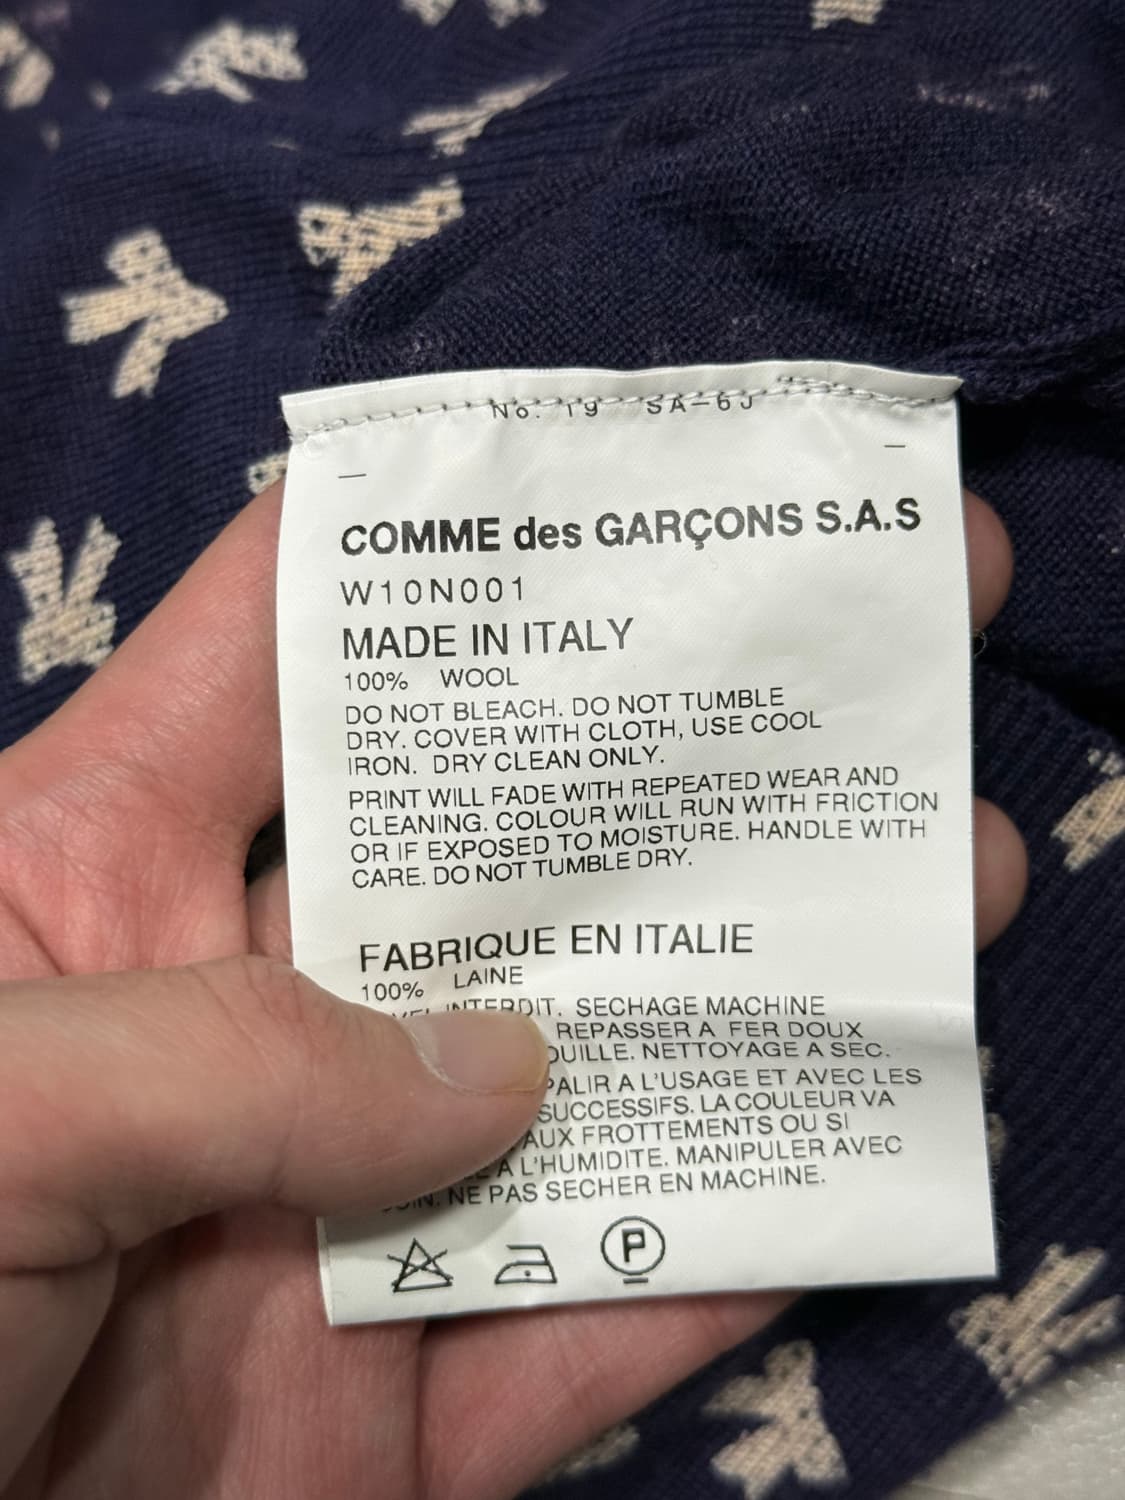 No. 19 SA-6J
COMME des GARÇONS S.A.S
W10N001
MADE IN ITALY
100% WOOL
DO NOT BLEACH. DO NOT TUMBLE
DRY. COVER WITH CLOTH, USE COOL
IRON. DRY CLEAN ONLY.
PRINT WILL FADE WITH REPEATED WEAR AND
CLEANING. COLOUR WILL RUN WITH FRICTION
OR IF EXPOSED TO MOISTURE. HANDLE WITH
CARE. DO NOT TUMBLE DRY.
FABRIQUE EN ITALIE
100% LAINE
INTERDIT. SECHAGE MACHINE
REPASSER A FER DOUX
NETTOYAGE A SEC.
PALIR A L'USAGE ET AVEC LES
SUCCESSIFS. LA COULEUR VA
AUX FROTTEMENTS OU SI
A L'HUMIDITE. MANIPULER AVEC
NE PAS SECHER EN MACHINE.
P